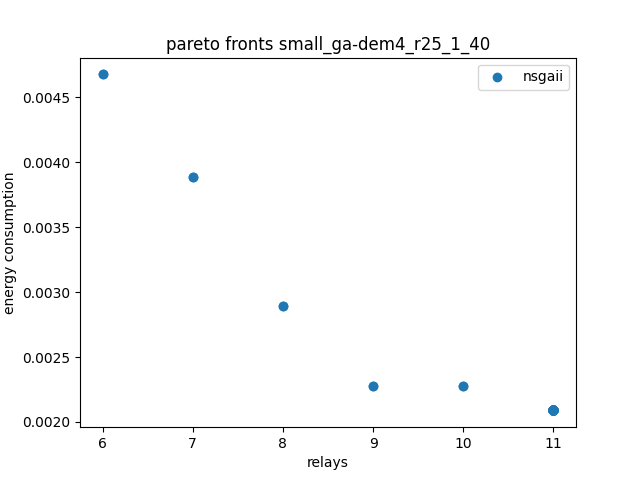 pareto fronts small_ga-dem4_r25_1_40
nsgaii
0.0045
0.0040
0.0035
0.0030
0.0025
0.0020
energy consumption
6 7 8 9 10 11
relays